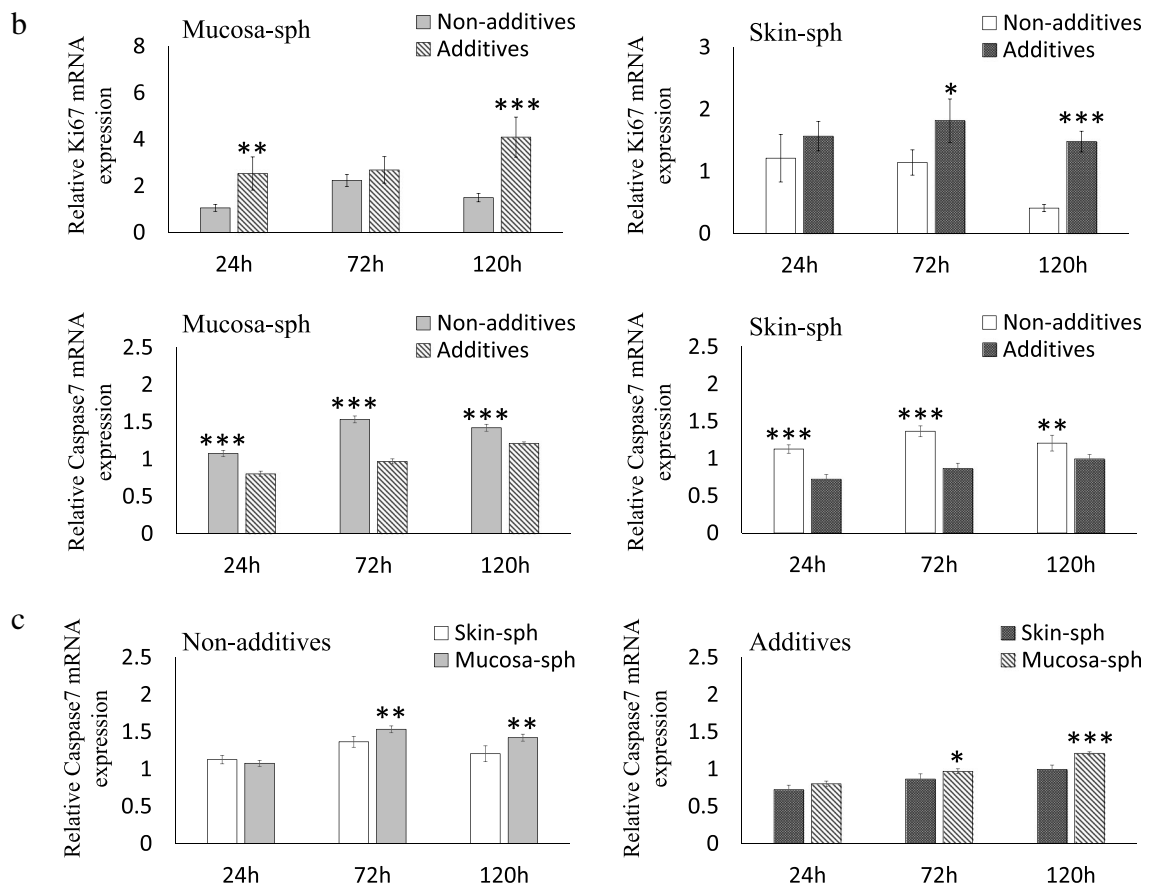 b
Mucosa-sph
Non-additives
Additives
Relative Ki67 mRNA
expression
8
6
4
2
0
**
***
24h
72h
120h
Skin-sph
Non-additives
Additives
Relative Ki67 mRNA
expression
3
2
1
0
*
***
24h
72h
120h
Mucosa-sph
Non-additives
Additives
Relative Caspase7 mRNA
expression
2.5
2
1.5
1
0.5
0
***
***
***
24h
72h
120h
Skin-sph
Non-additives
Additives
Relative Caspase7 mRNA
expression
2.5
2
1.5
1
0.5
0
***
***
**
24h
72h
120h
c
Non-additives
Skin-sph
Mucosa-sph
Relative Caspase7 mRNA
expression
2.5
2
1.5
1
0.5
0
**
**
24h
72h
120h
Additives
Skin-sph
Mucosa-sph
Relative Caspase7 mRNA
expression
2.5
2
1.5
1
0.5
0
*
***
24h
72h
120h